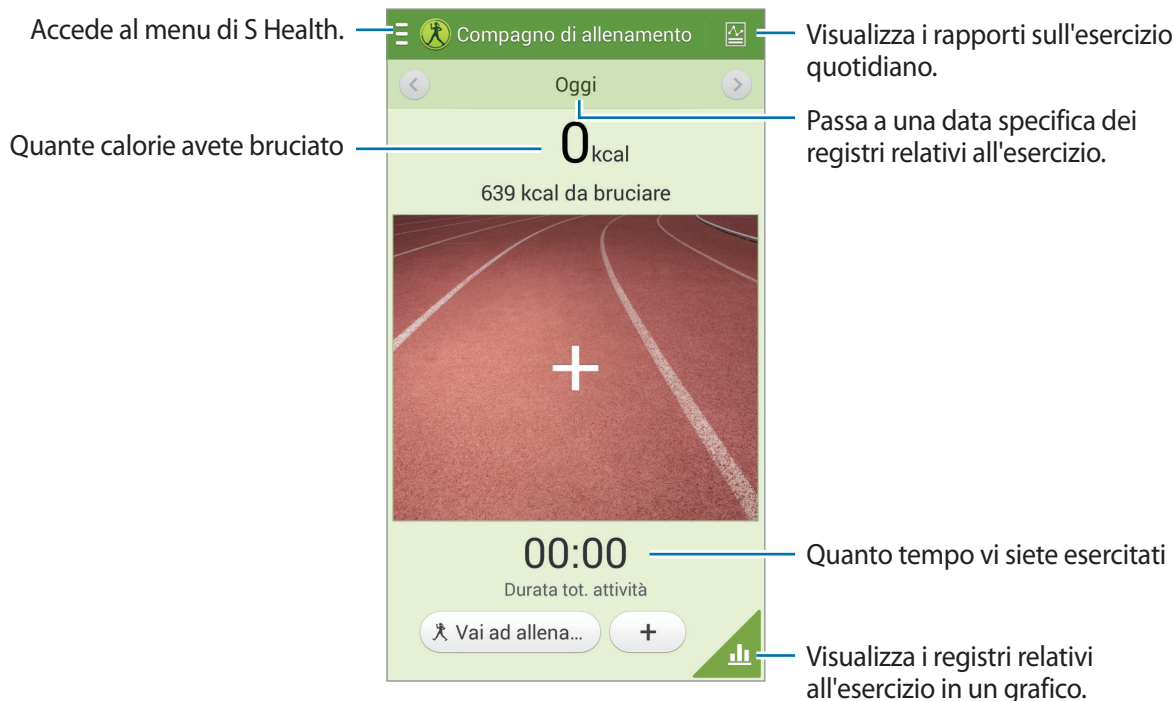 Accede al menu di S Health.
Compagno di allenamento
Visualizza i rapporti sull'esercizio
quotidiano.
Oggi
Passa a una data specifica dei
registri relativi all'esercizio.
Quante calorie avete bruciato
0 kcal
639 kcal da bruciare
00:00
Quanto tempo vi siete esercitati
Durata tot. attività
Vai ad allena...
+
Visualizza i registri relativi
all'esercizio in un grafico.